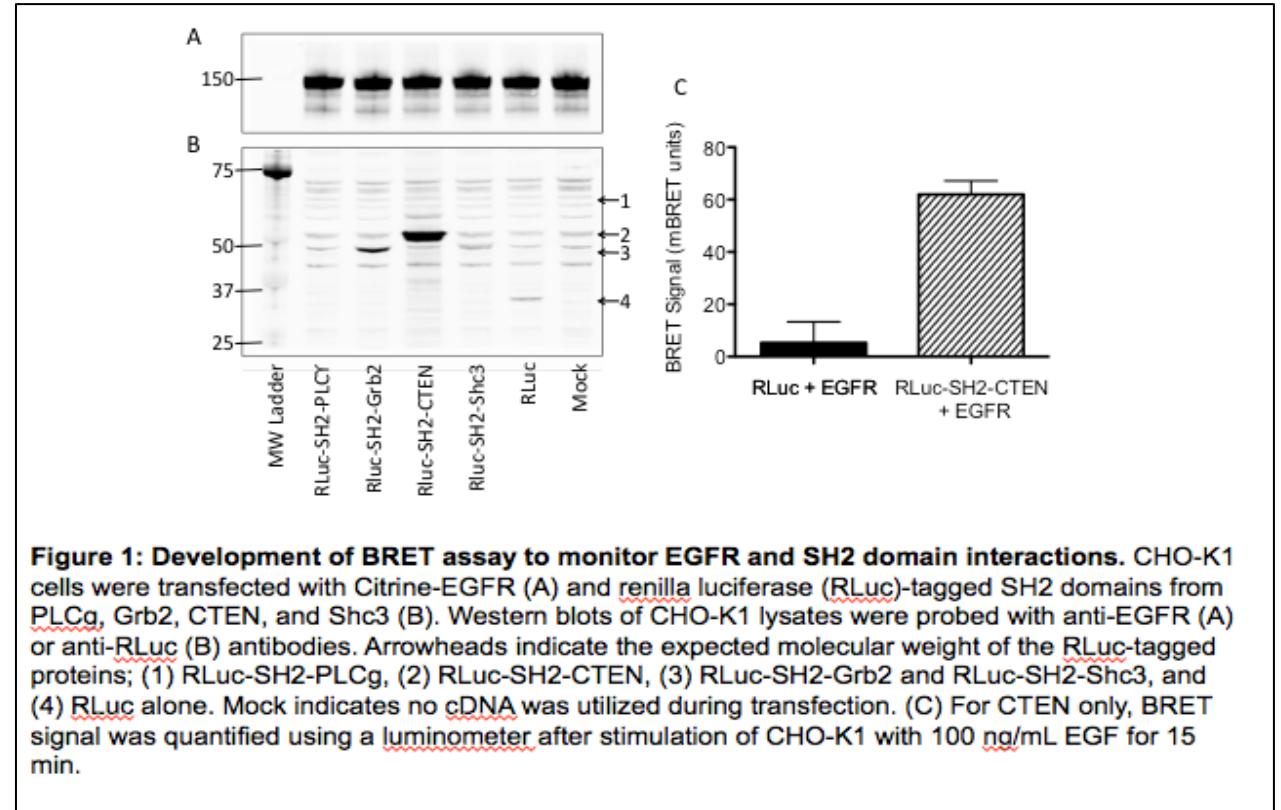 A
150
B
75
50
37
25
1
2
3
4
MW Ladder
RLuc-SH2-PLCY
Rluc-SH2-Grb2
Rluc-SH2-CTEN
Rluc-SH2-Shc3
RLuc
Mock
C
BRET Signal (mBRET units)
80
60
40
20
0
RLuc + EGFR
RLuc-SH2-CTEN
+ EGFR
Figure 1: Development of BRET assay to monitor EGFR and SH2 domain interactions. CHO-K1
cells were transfected with Citrine-EGFR (A) and renilla luciferase (RLuc)-tagged SH2 domains from
PLCg, Grb2, CTEN, and Shc3 (B). Western blots of CHO-K1 lysates were probed with anti-EGFR (A)
or anti-RLuc (B) antibodies. Arrowheads indicate the expected molecular weight of the RLuc-tagged
proteins; (1) RLuc-SH2-PLCg, (2) RLuc-SH2-CTEN, (3) RLuc-SH2-Grb2 and RLuc-SH2-Shc3, and
(4) RLuc alone. Mock indicates no cDNA was utilized during transfection. (C) For CTEN only, BRET
signal was quantified using a luminometer after stimulation of CHO-K1 with 100 ng/mL EGF for 15
min.